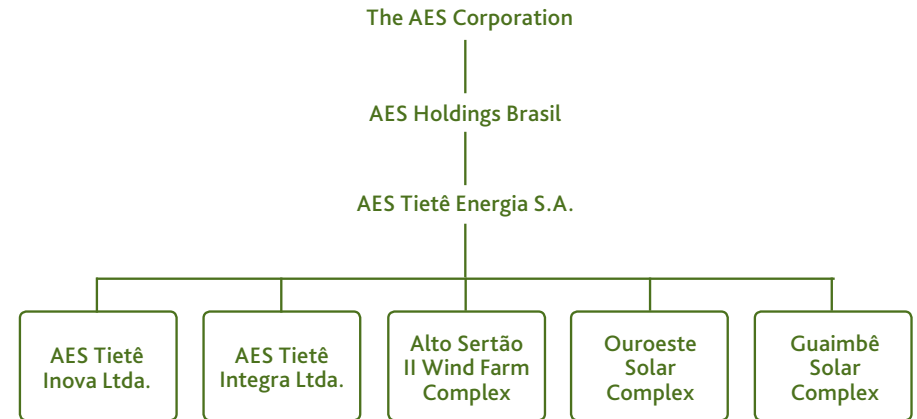 The AES Corporation
AES Holdings Brasil
AES Tietê Energia S.A.
AES Tietê
Inova Ltda.
AES Tietê
Integra Ltda.
Alto Sertão
II Wind Farm
Complex
Ouroeste
Solar
Complex
Guaimbê
Solar
Complex